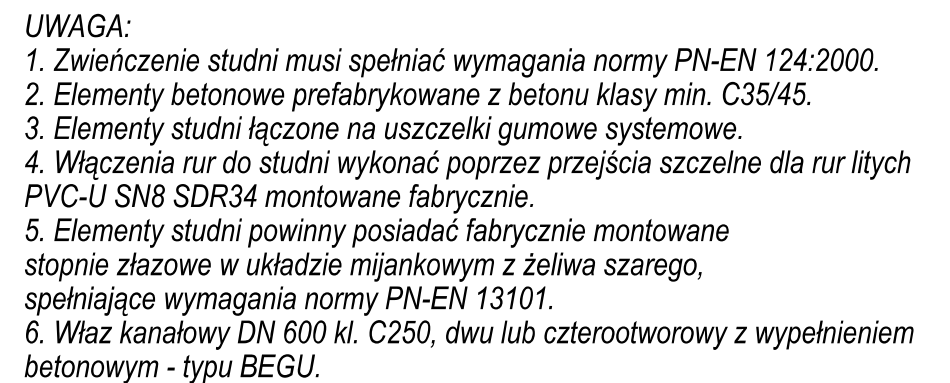 UWAGA:
1. Zwieńczenie studni musi spełniać wymagania normy PN-EN 124:2000.
2. Elementy betonowe prefabrykowane z betonu klasy min. C35/45.
3. Elementy studni łączone na uszczelki gumowe systemowe.
4. Włączenia rur do studni wykonać poprzez przejścia szczelne dla rur litych
PVC-U SN8 SDR34 montowane fabrycznie.
5. Elementy studni powinny posiadać fabrycznie montowane
stopnie złazowe w układzie mijankowym z żeliwa szarego,
spełniające wymagania normy PN-EN 13101.
6. Właz kanałowy DN 600 kl. C250, dwu lub czterootworowy z wypełnieniem
betonowym - typu BEGU.